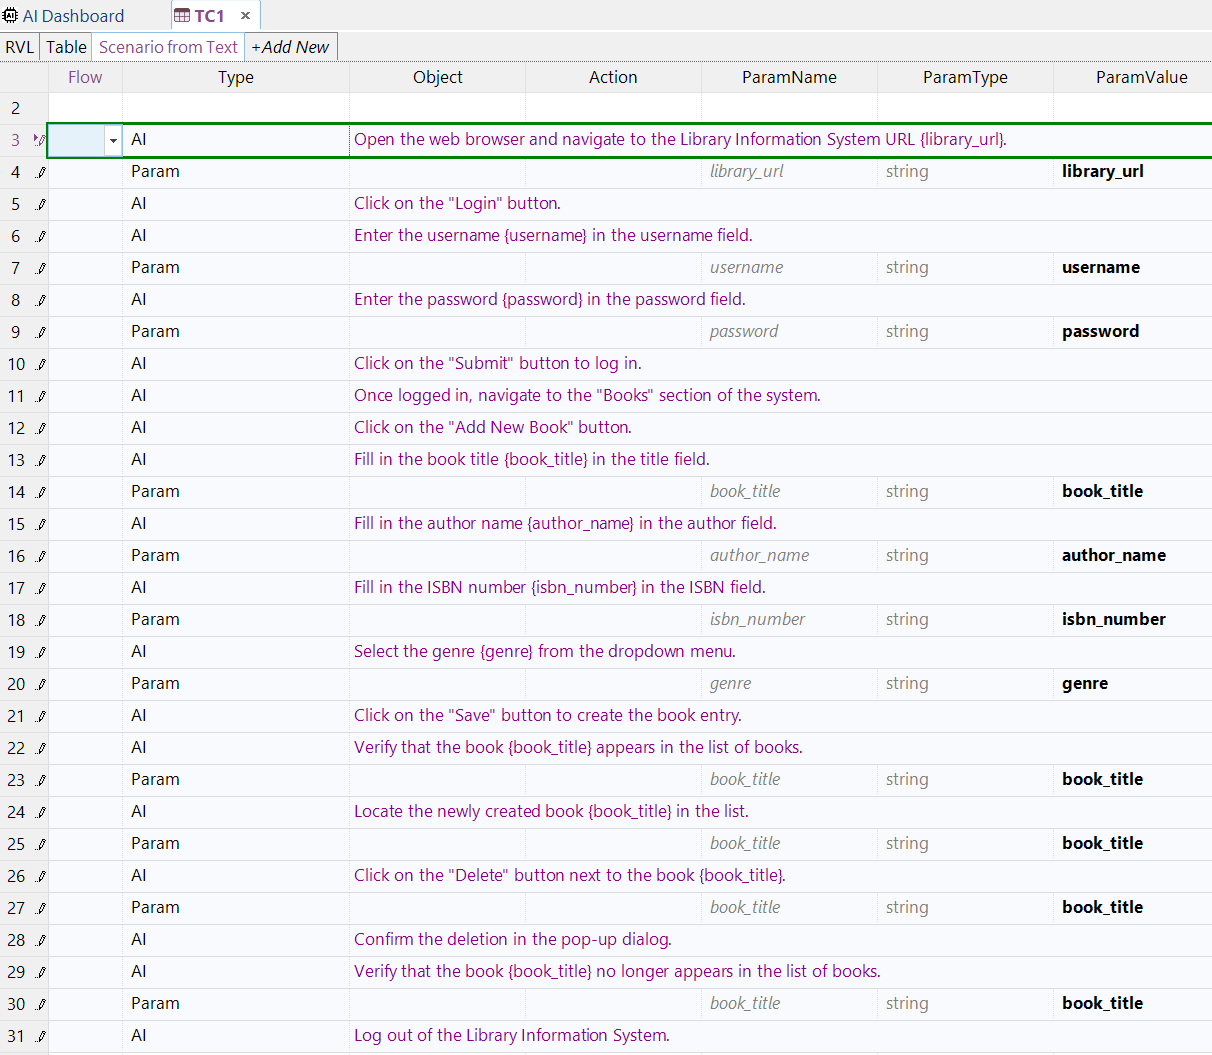 AI AI Dashboard TC1 ×
RVL Table Scenario from Text +Add New
Flow Type Object Action ParamName ParamType ParamValue
2
3 AI Open the web browser and navigate to the Library Information System URL {library_url}.
4 Param library_url string library_url
5 AI Click on the "Login" button.
6 AI Enter the username {username} in the username field.
7 Param username string username
8 AI Enter the password {password} in the password field.
9 Param password string password
10 AI Click on the "Submit" button to log in.
11 AI Once logged in, navigate to the "Books" section of the system.
12 AI Click on the "Add New Book" button.
13 AI Fill in the book title {book_title} in the title field.
14 Param book_title string book_title
15 AI Fill in the author name {author_name} in the author field.
16 Param author_name string author_name
17 AI Fill in the ISBN number {isbn_number} in the ISBN field.
18 Param isbn_number string isbn_number
19 AI Select the genre {genre} from the dropdown menu.
20 Param genre string genre
21 AI Click on the "Save" button to create the book entry.
22 AI Verify that the book {book_title} appears in the list of books.
23 Param book_title string book_title
24 AI Locate the newly created book {book_title} in the list.
25 Param book_title string book_title
26 AI Click on the "Delete" button next to the book {book_title}.
27 Param book_title string book_title
28 AI Confirm the deletion in the pop-up dialog.
29 AI Verify that the book {book_title} no longer appears in the list of books.
30 Param book_title string book_title
31 AI Log out of the Library Information System.